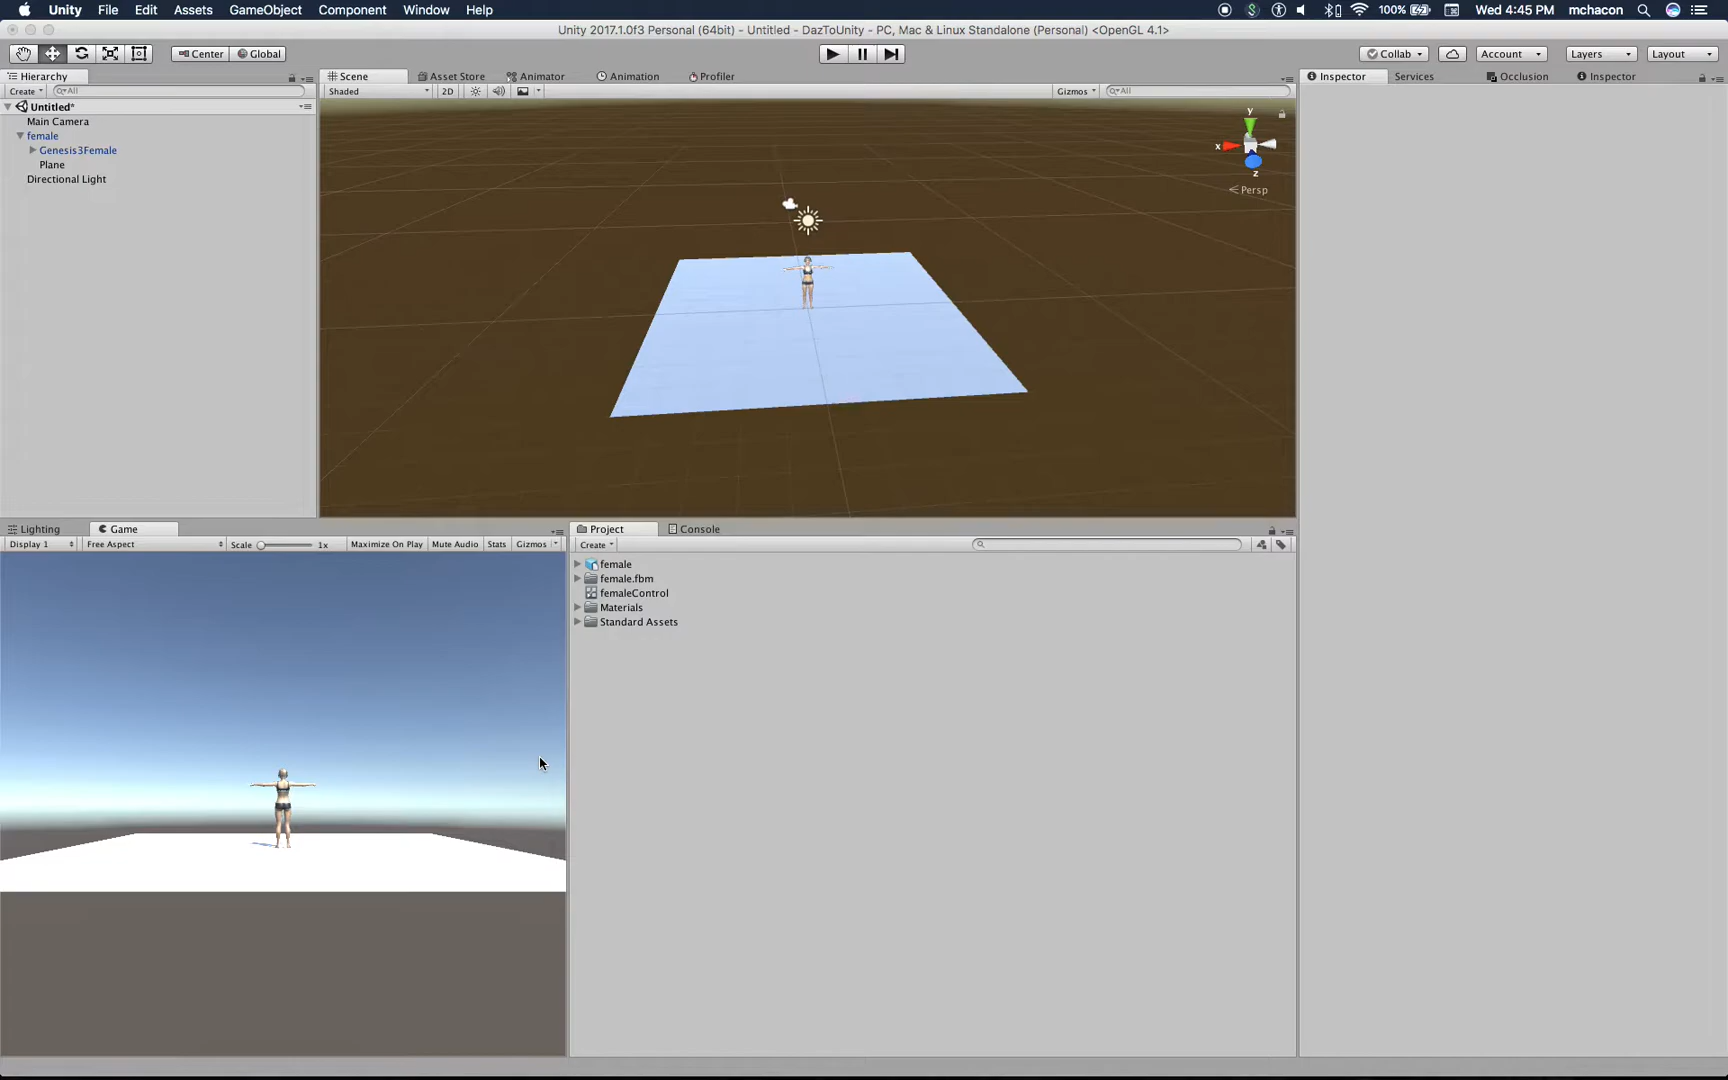 Unity File Edit Assets GameObject Component Window Help 100% Wed 4:45 PM mchacon
Unity 2017.1.0f3 Personal (64bit) - Untitled - DazToUnity - PC, Mac & Linux Standalone (Personal) <OpenGL 4.1>
Center Global Collab Account Layers Layout
Hierarchy Scene Asset Store Animator Animation Profiler Inspector Services Occlusion Inspector
Create All Shaded 2D Gizmos All
Untitled*
Main Camera
female
Genesis3Female
Plane
Directional Light
y
x
z
Persp
Lighting Game Project Console
Display 1 Free Aspect Scale 1x Maximize On Play Mute Audio Stats Gizmos Create
female
female.fbm
femaleControl
Materials
Standard Assets